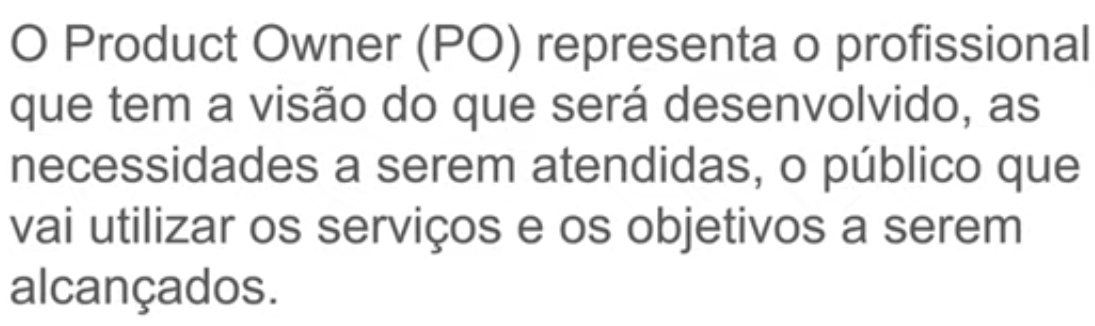 O Product Owner (PO) representa o profissional
que tem a visão do que será desenvolvido, as
necessidades a serem atendidas, o público que
vai utilizar os serviços e os objetivos a serem
alcançados.